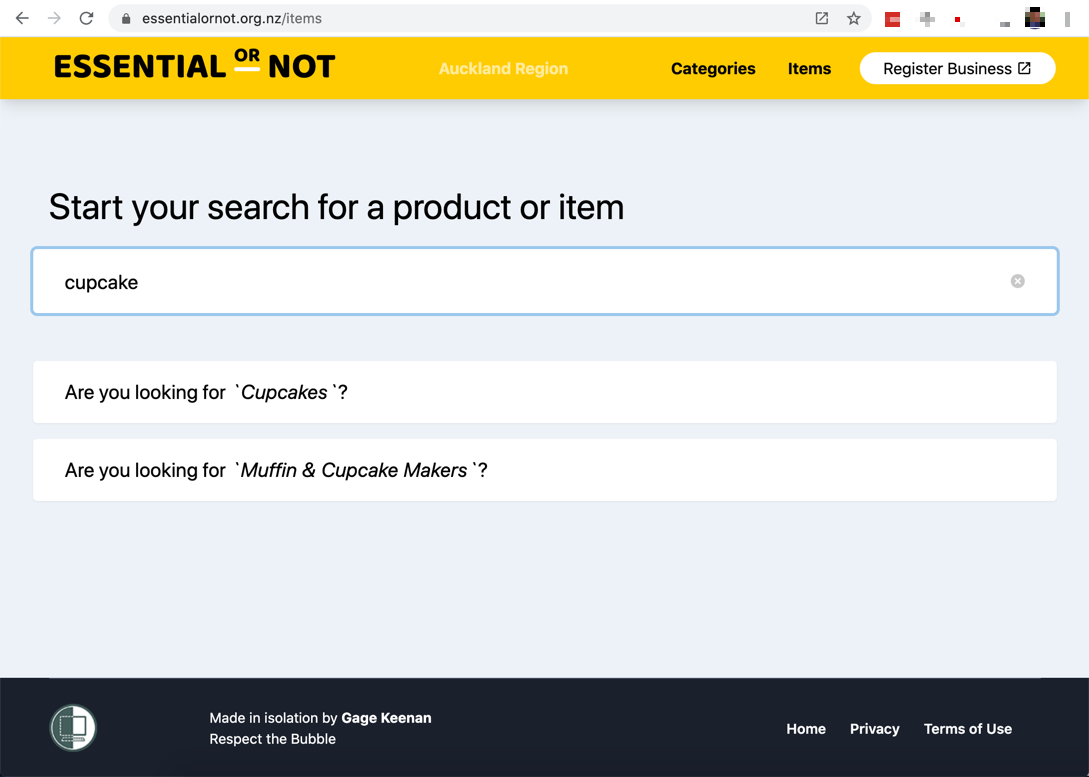 essentialornot.org.nz/items
ESSENTIAL OR NOT
Auckland Region
Categories
Items
Register Business
Start your search for a product or item
cupcake
Are you looking for `Cupcakes `?
Are you looking for `Muffin & Cupcake Makers `?
Made in isolation by Gage Keenan
Respect the Bubble
Home
Privacy
Terms of Use